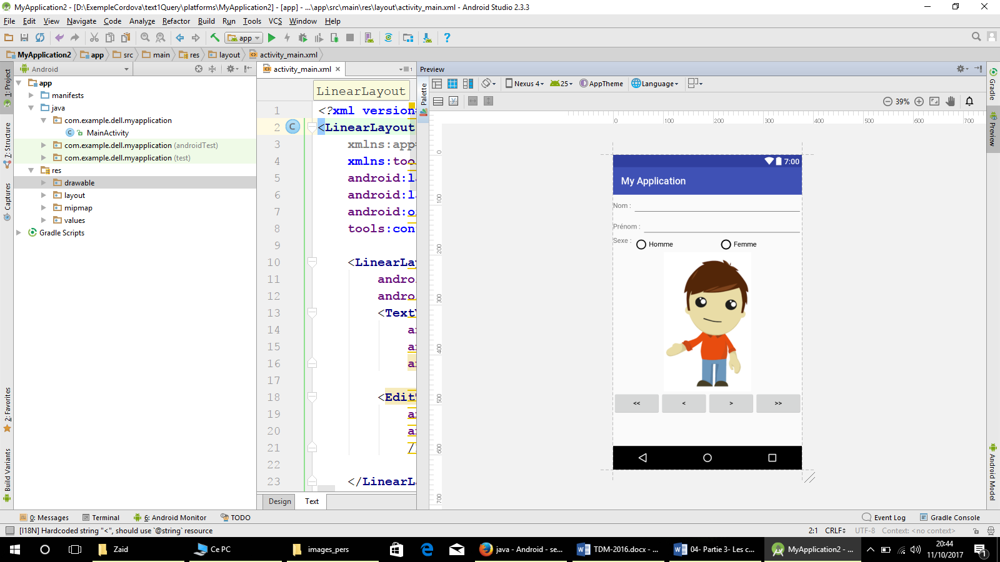 MyApplication2 - [D:\ExempleCordova\text1Query\platforms\MyApplication2] - [app] - ...\app\src\main\res\layout\activity_main.xml - Android Studio 2.3.3
File Edit View Navigate Code Analyze Refactor Build Run Tools VCS Window Help
app
MyApplication2 app src main res layout activity_main.xml
Android
activity_main.xml
Preview
1: Project
7: Structure
Captures
2: Favorites
Build Variants
app
manifests
java
com.example.dell.myapplication
MainActivity
com.example.dell.myapplication (androidTest)
com.example.dell.myapplication (test)
res
drawable
layout
mipmap
values
Gradle Scripts
LinearLayout
1 <?xml version=
2 <LinearLayout
3 xmlns:app
4 xmlns:too
5 android:la
6 android:la
7 android:o
8 tools:con
9
10 <LinearLay
11 andro
12 andro
13 <Text
14 a
15 a
16 a
17
18 <Edit
19 a
20 a
21 /
22
23 </LinearLa
Design Text
Palette
Nexus 4 25 AppTheme Language
39%
0 100 200 300 400 500 600 700
0
100
200
300
400
500
600
700
7:00
My Application
Nom :
Prénom :
Sexe : Homme Femme
<< < > >>
Gradle
Preview
Android Model
0: Messages Terminal 6: Android Monitor TODO Event Log Gradle Console
[I18N] Hardcoded string "<", should use `@string` resource 2:1 CRLF UTF-8 Context: <no context>
Zaid Ce PC images_pers java - Android - se... TDM-2016.docx - ... 04- Partie 3- Les c... MyApplication2 - ...
20:44
11/10/2017
1